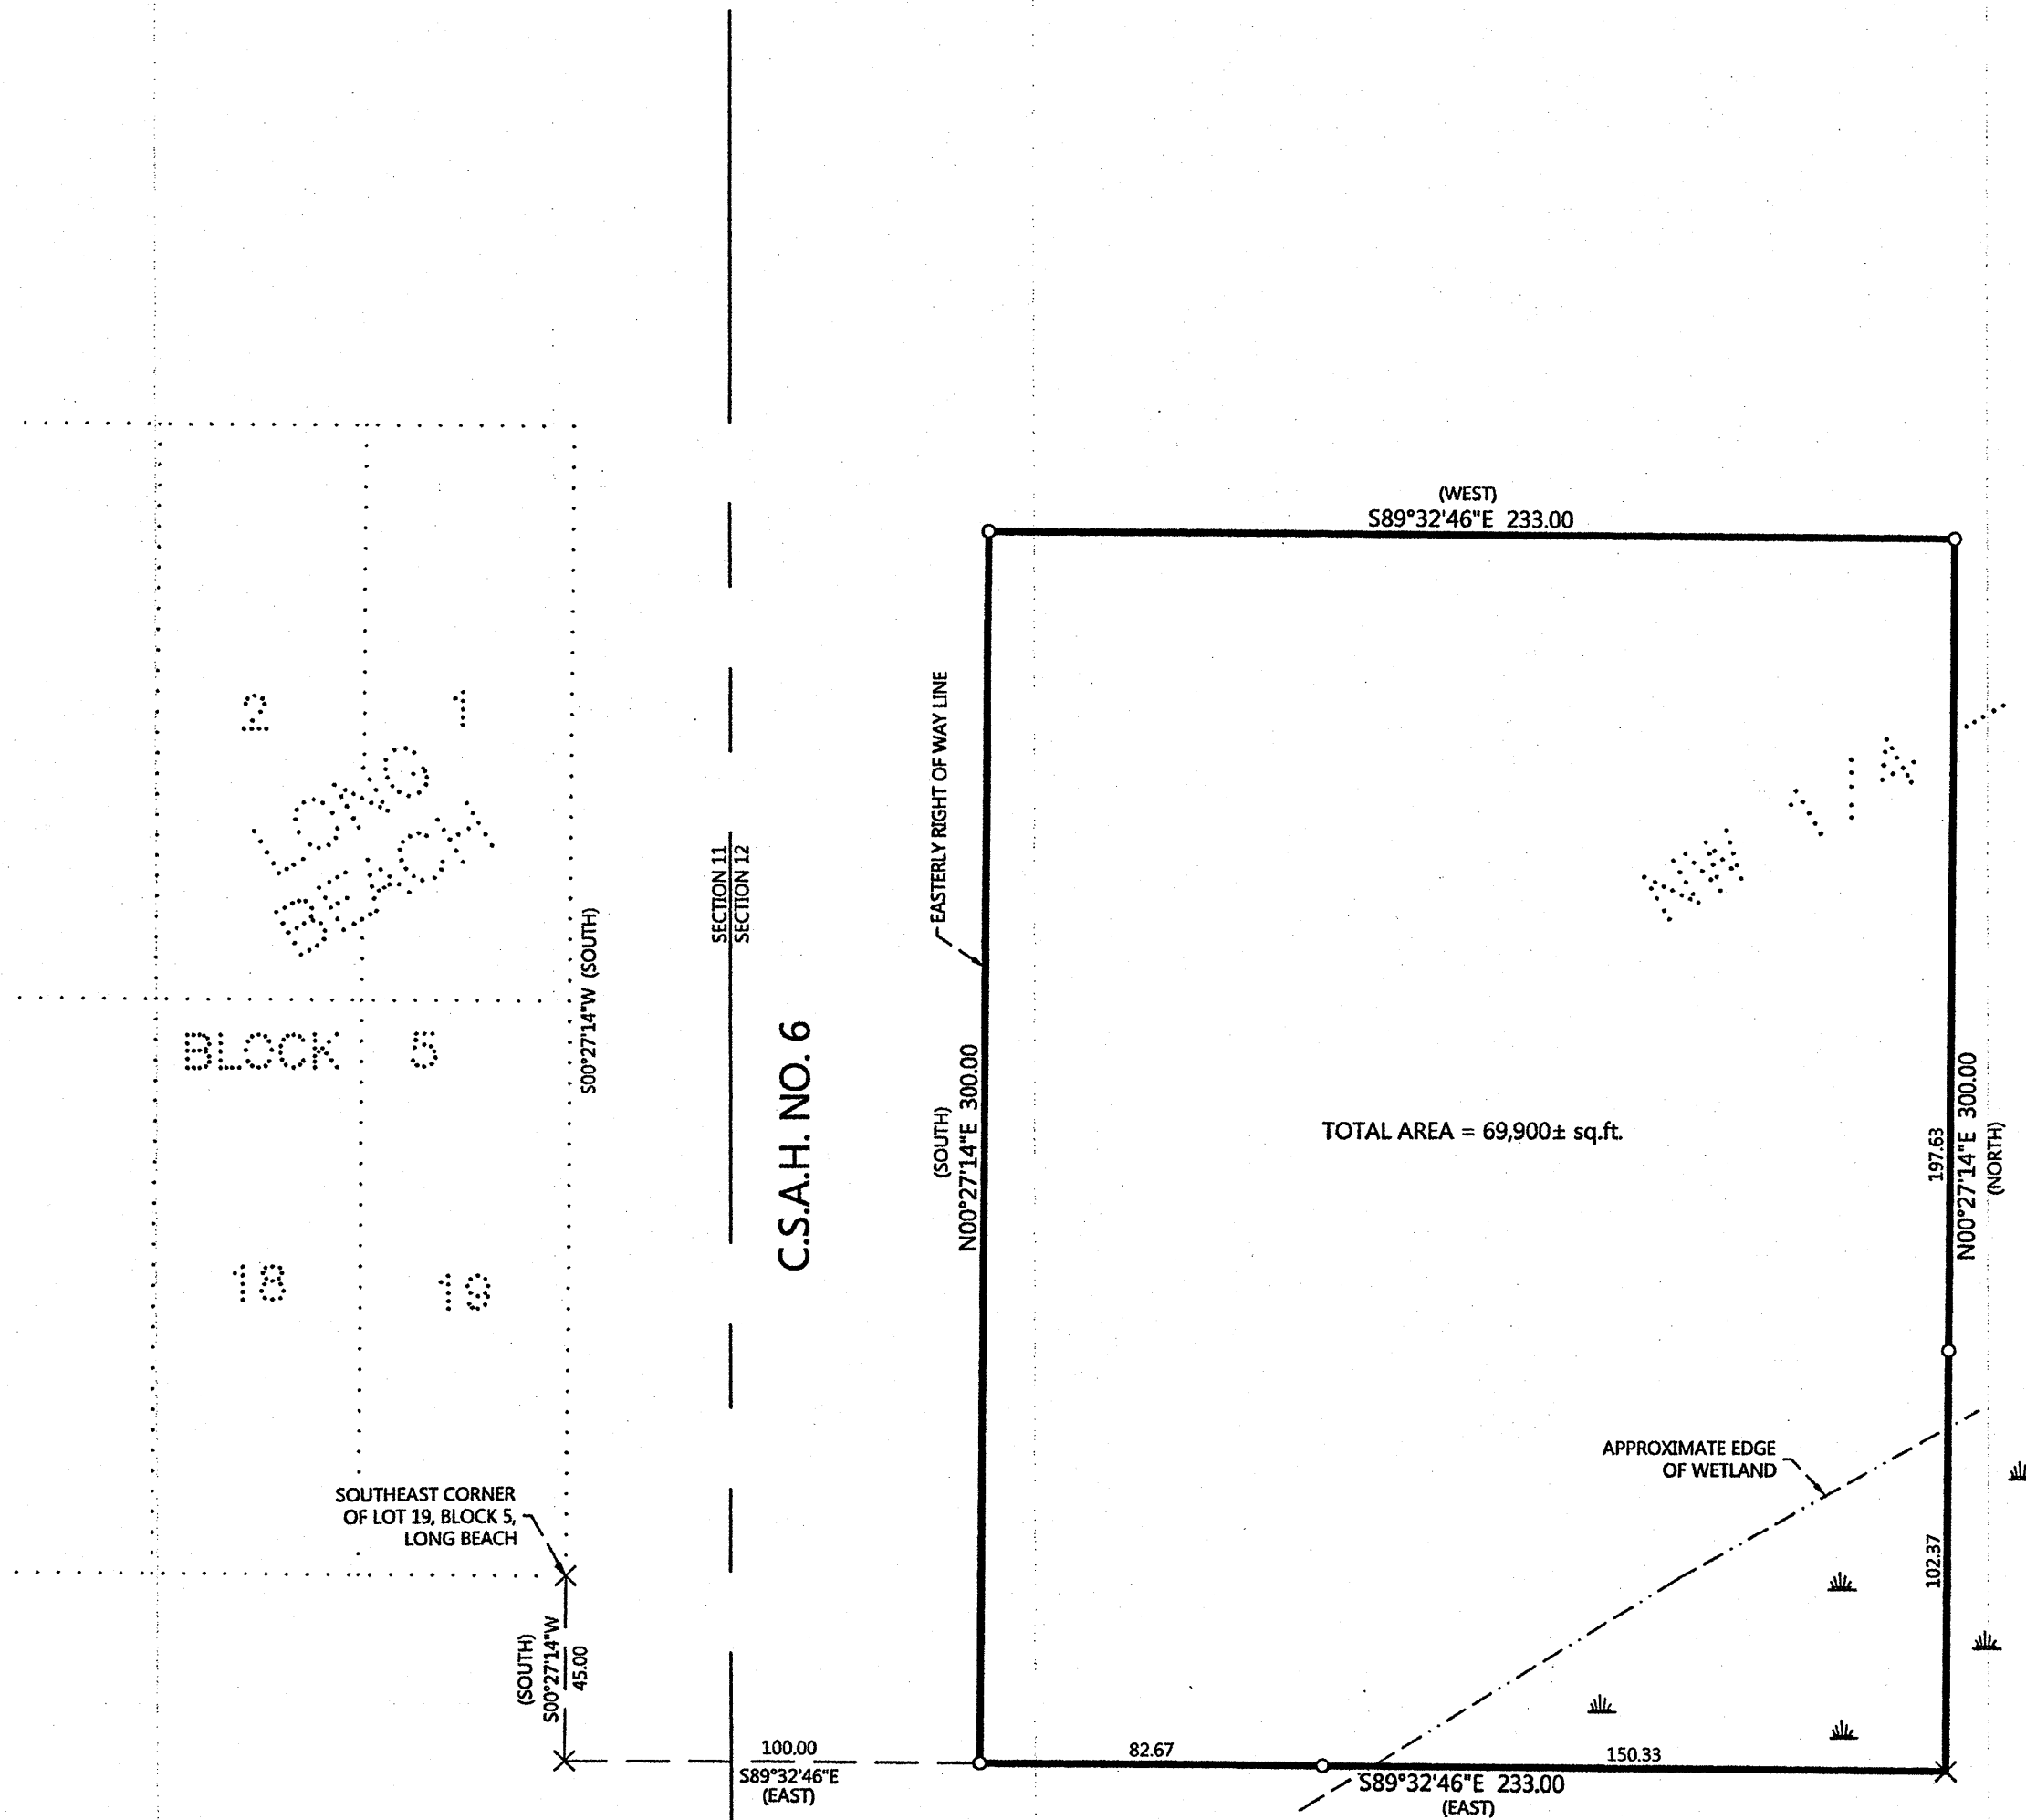 (WEST)
S89°32'46"E 233.00
2
1
LONG
BEACH
EASTERLY RIGHT OF WAY LINE
NW 1/4
SECTION 11
SECTION 12
S00°27'14"W (SOUTH)
BLOCK 5
C.S.A.H. NO. 6
(SOUTH)
N00°27'14"E 300.00
TOTAL AREA = 69,900± sq.ft.
197.63
N00°27'14"E 300.00
(NORTH)
18
19
APPROXIMATE EDGE
OF WETLAND
SOUTHEAST CORNER
OF LOT 19, BLOCK 5,
LONG BEACH
102.37
(SOUTH)
S00°27'14"W
45.00
100.00
S89°32'46"E
(EAST)
82.67
150.33
S89°32'46"E 233.00
(EAST)